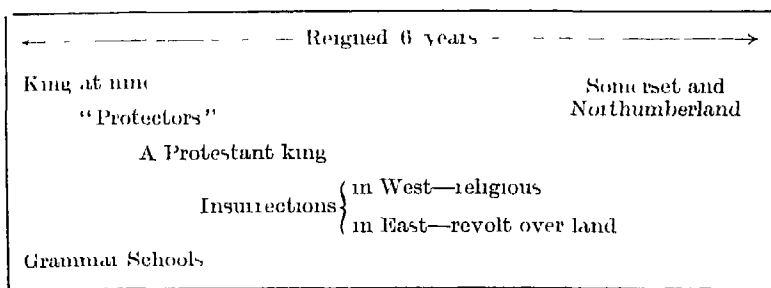 Reigned 6 years
King at nine
Somerset and
Northumberland
"Protectors"
A Protestant king
Insurrections { in West—religious
in East—revolt over land
Grammar Schools